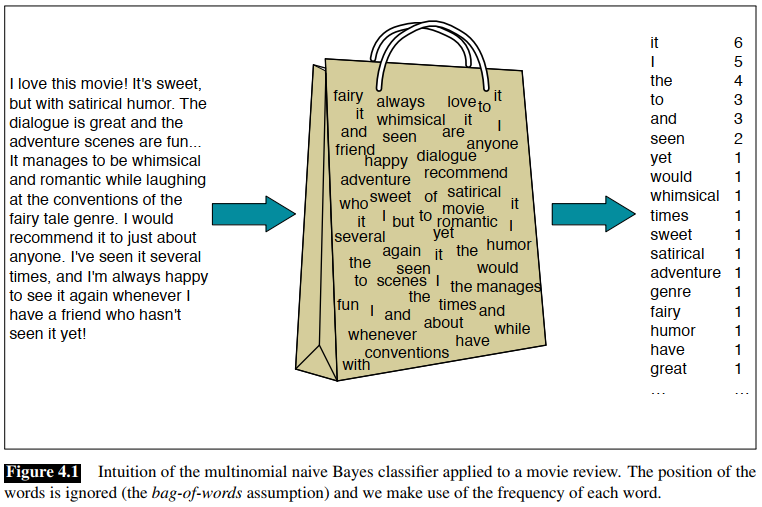 I love this movie! It's sweet,
but with satirical humor. The
dialogue is great and the
adventure scenes are fun...
It manages to be whimsical
and romantic while laughing
at the conventions of the
fairy tale genre. I would
recommend it to just about
anyone. I've seen it several
times, and I'm always happy
to see it again whenever I
have a friend who hasn't
seen it yet!
fairy always love to it
it whimsical it I
and seen are anyone
friend happy dialogue
adventure recommend
who sweet of satirical it
it I but to movie romantic I
several yet
again it the humor
the seen would
to scenes I the manages
fun I and the times and
about while
whenever have
conventions
with
it 6
I 5
the 4
to 3
and 3
seen 2
yet 1
would 1
whimsical 1
times 1
sweet 1
satirical 1
adventure 1
genre 1
fairy 1
humor 1
have 1
great 1
... ...
Figure 4.1 Intuition of the multinomial naive Bayes classifier applied to a movie review. The position of the
words is ignored (the bag-of-words assumption) and we make use of the frequency of each word.